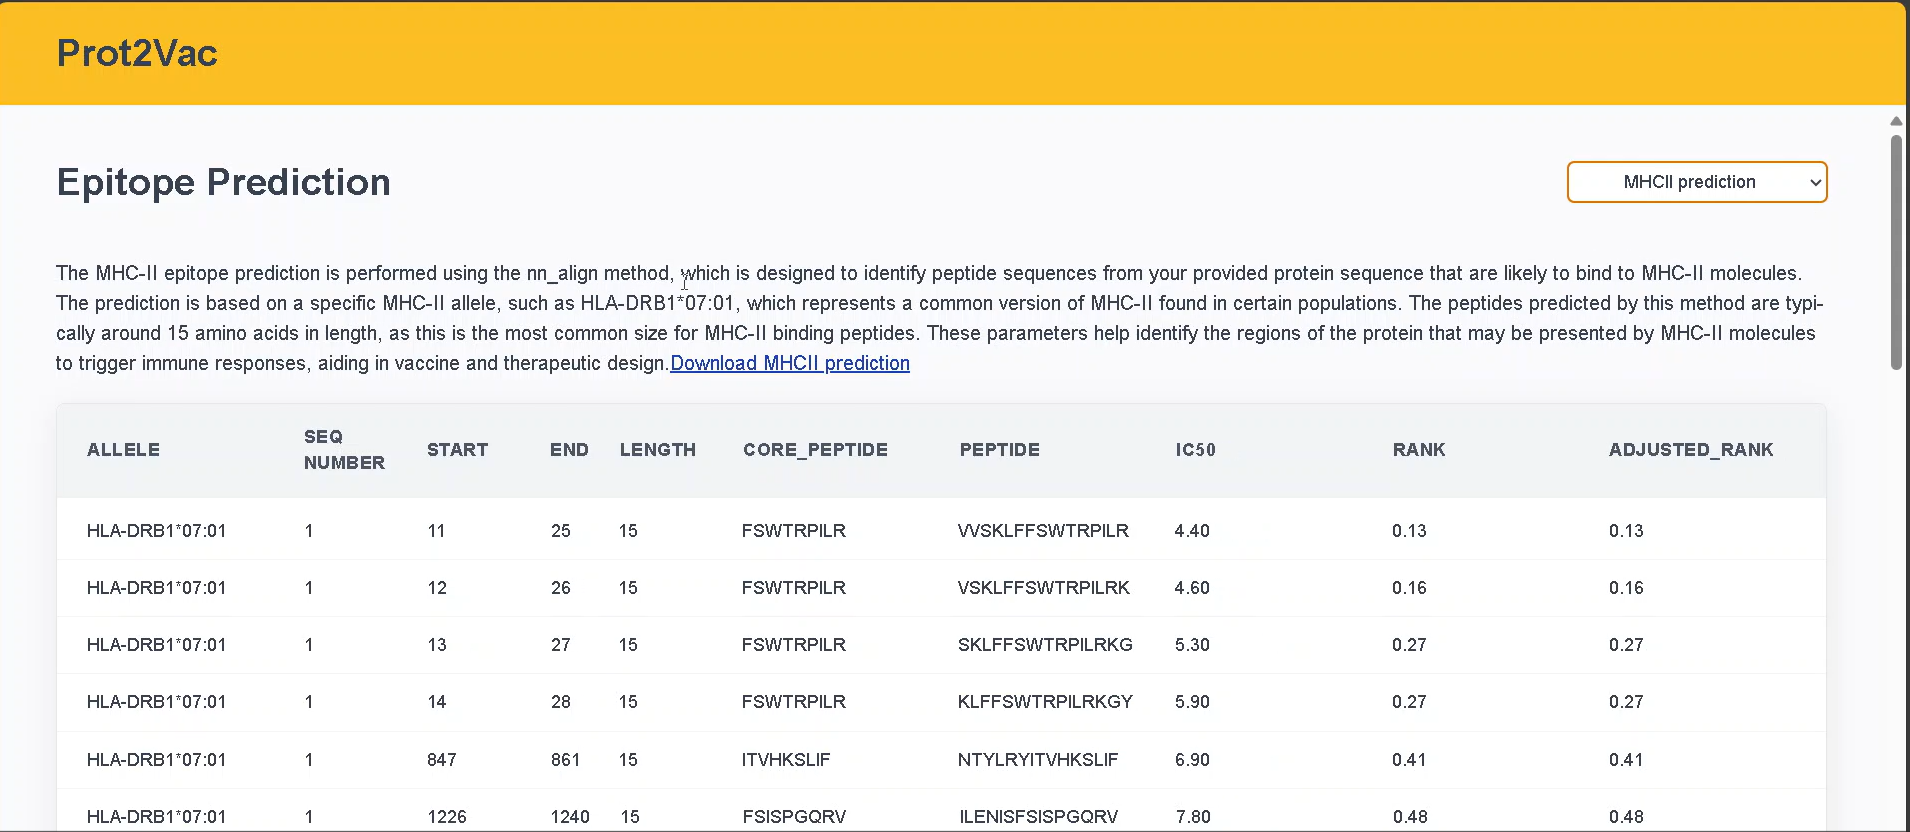 Prot2Vac
Epitope Prediction
MHCII prediction
The MHC-II epitope prediction is performed using the nn_align method, which is designed to identify peptide sequences from your provided protein sequence that are likely to bind to MHC-II molecules.
The prediction is based on a specific MHC-II allele, such as HLA-DRB1*07:01, which represents a common version of MHC-II found in certain populations. The peptides predicted by this method are typi-
cally around 15 amino acids in length, as this is the most common size for MHC-II binding peptides. These parameters help identify the regions of the protein that may be presented by MHC-II molecules
to trigger immune responses, aiding in vaccine and therapeutic design.Download MHCII prediction
ALLELE SEQ NUMBER START END LENGTH CORE_PEPTIDE PEPTIDE IC50 RANK ADJUSTED_RANK
HLA-DRB1*07:01 1 11 25 15 FSWTRPILR VVSKLFFSWTRPILR 4.40 0.13 0.13
HLA-DRB1*07:01 1 12 26 15 FSWTRPILR VSKLFFSWTRPILRK 4.60 0.16 0.16
HLA-DRB1*07:01 1 13 27 15 FSWTRPILR SKLFFSWTRPILRKG 5.30 0.27 0.27
HLA-DRB1*07:01 1 14 28 15 FSWTRPILR KLFFSWTRPILRKGY 5.90 0.27 0.27
HLA-DRB1*07:01 1 847 861 15 ITVHKSLIF NTYLRYITVHKSLIF 6.90 0.41 0.41
HLA-DRB1*07:01 1 1226 1240 15 FSISPGQRV ILENISFSISPGQRV 7.80 0.48 0.48